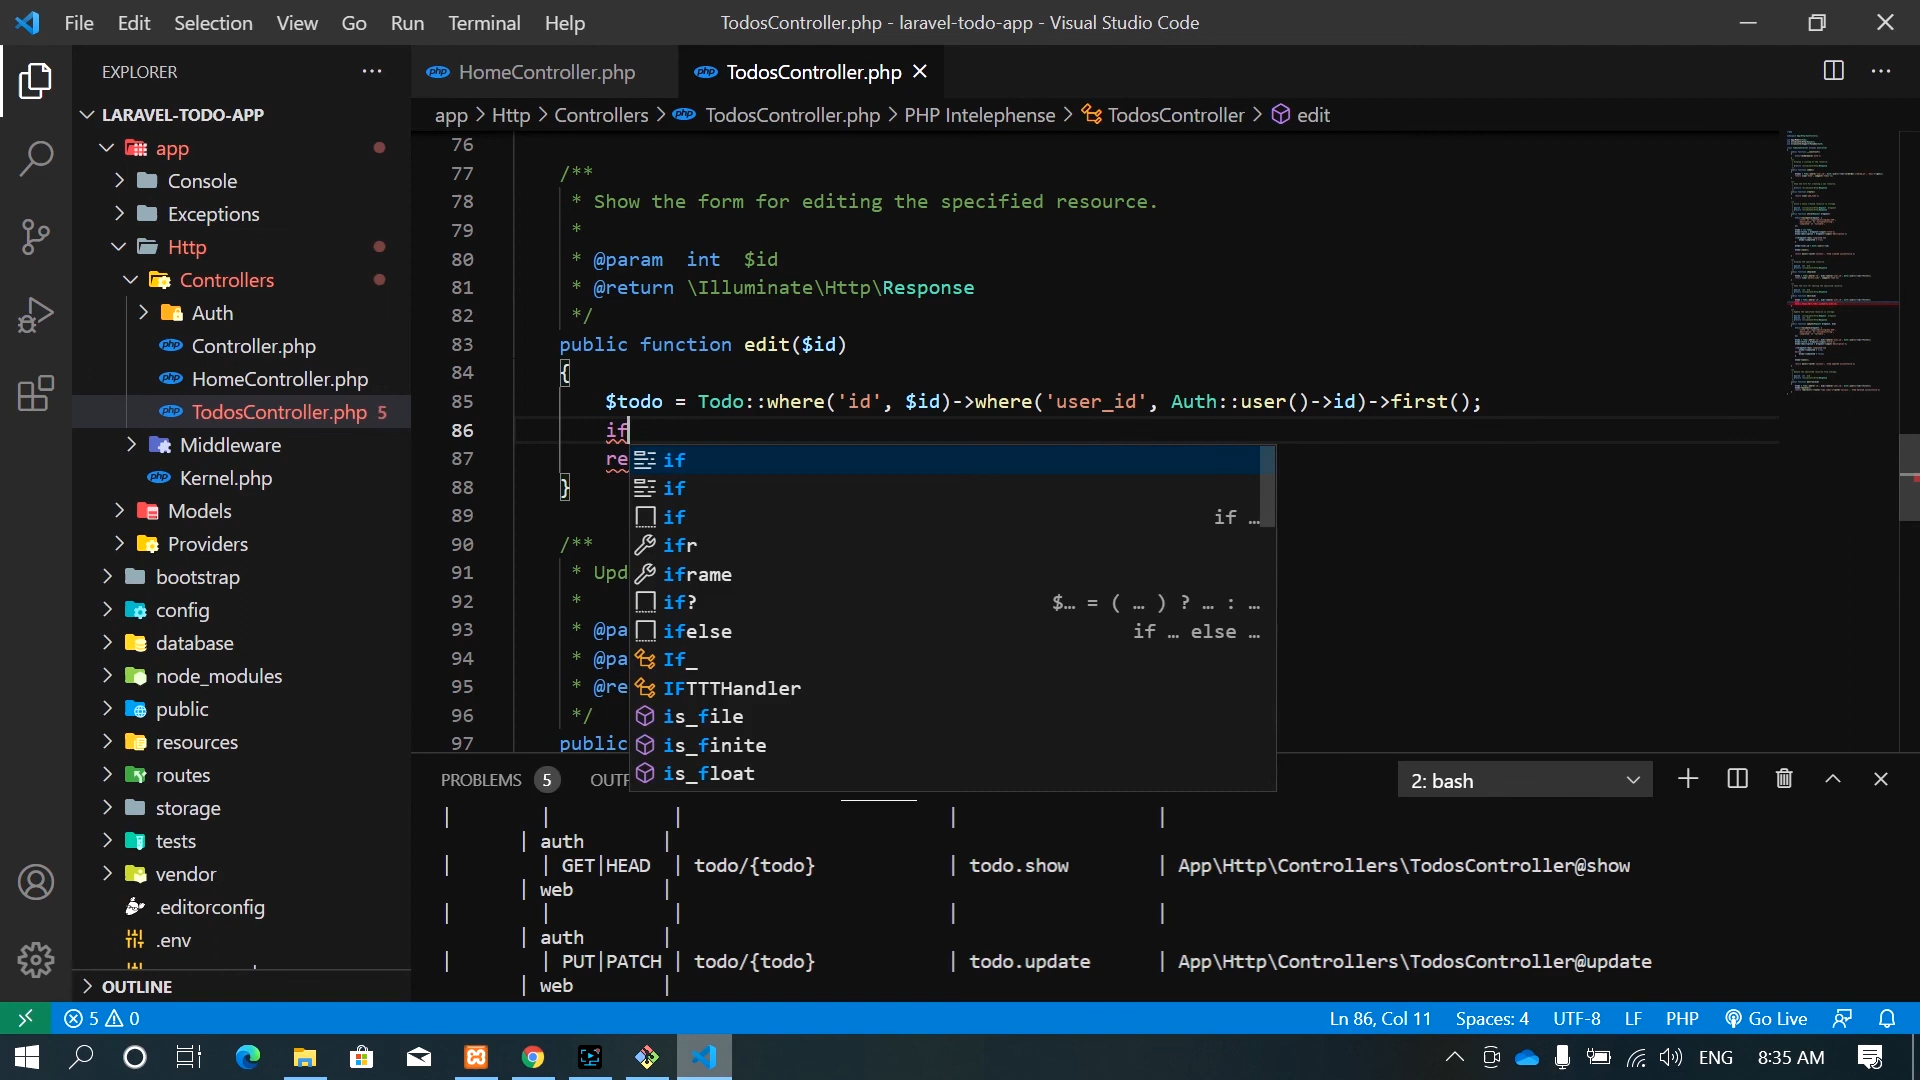 File Edit Selection View Go Run Terminal Help
TodosController.php - laravel-todo-app - Visual Studio Code
EXPLORER
HomeController.php
TodosController.php
app > Http > Controllers > TodosController.php > PHP Intelephense > TodosController > edit
LARAVEL-TODO-APP
app
Console
Exceptions
Http
Controllers
Auth
Controller.php
HomeController.php
TodosController.php 5
Middleware
Kernel.php
Models
Providers
bootstrap
config
database
node_modules
public
resources
routes
storage
tests
vendor
.editorconfig
.env
OUTLINE
76
77 /**
78 * Show the form for editing the specified resource.
79 *
80 * @param int $id
81 * @return \Illuminate\Http\Response
82 */
83 public function edit($id)
84 {
85 $todo = Todo::where('id', $id)->where('user_id', Auth::user()->id)->first();
86 if
87 re
88 }
89
90 /**
91 * Upd
92 *
93 * @pa
94 * @pa
95 * @re
96 */
97 public
if
if
if if …
ifr
iframe
if? $… = ( … ) ? … : …
ifelse if … else …
If_
IFTTTHandler
is_file
is_finite
is_float
PROBLEMS 5
2: bash
| | | | |
| auth |
| | GET|HEAD | todo/{todo} | todo.show | App\Http\Controllers\TodosController@show
| web |
| | | | |
| auth |
| | PUT|PATCH | todo/{todo} | todo.update | App\Http\Controllers\TodosController@update
| web |
5 0
Ln 86, Col 11 Spaces: 4 UTF-8 LF PHP Go Live
ENG 8:35 AM